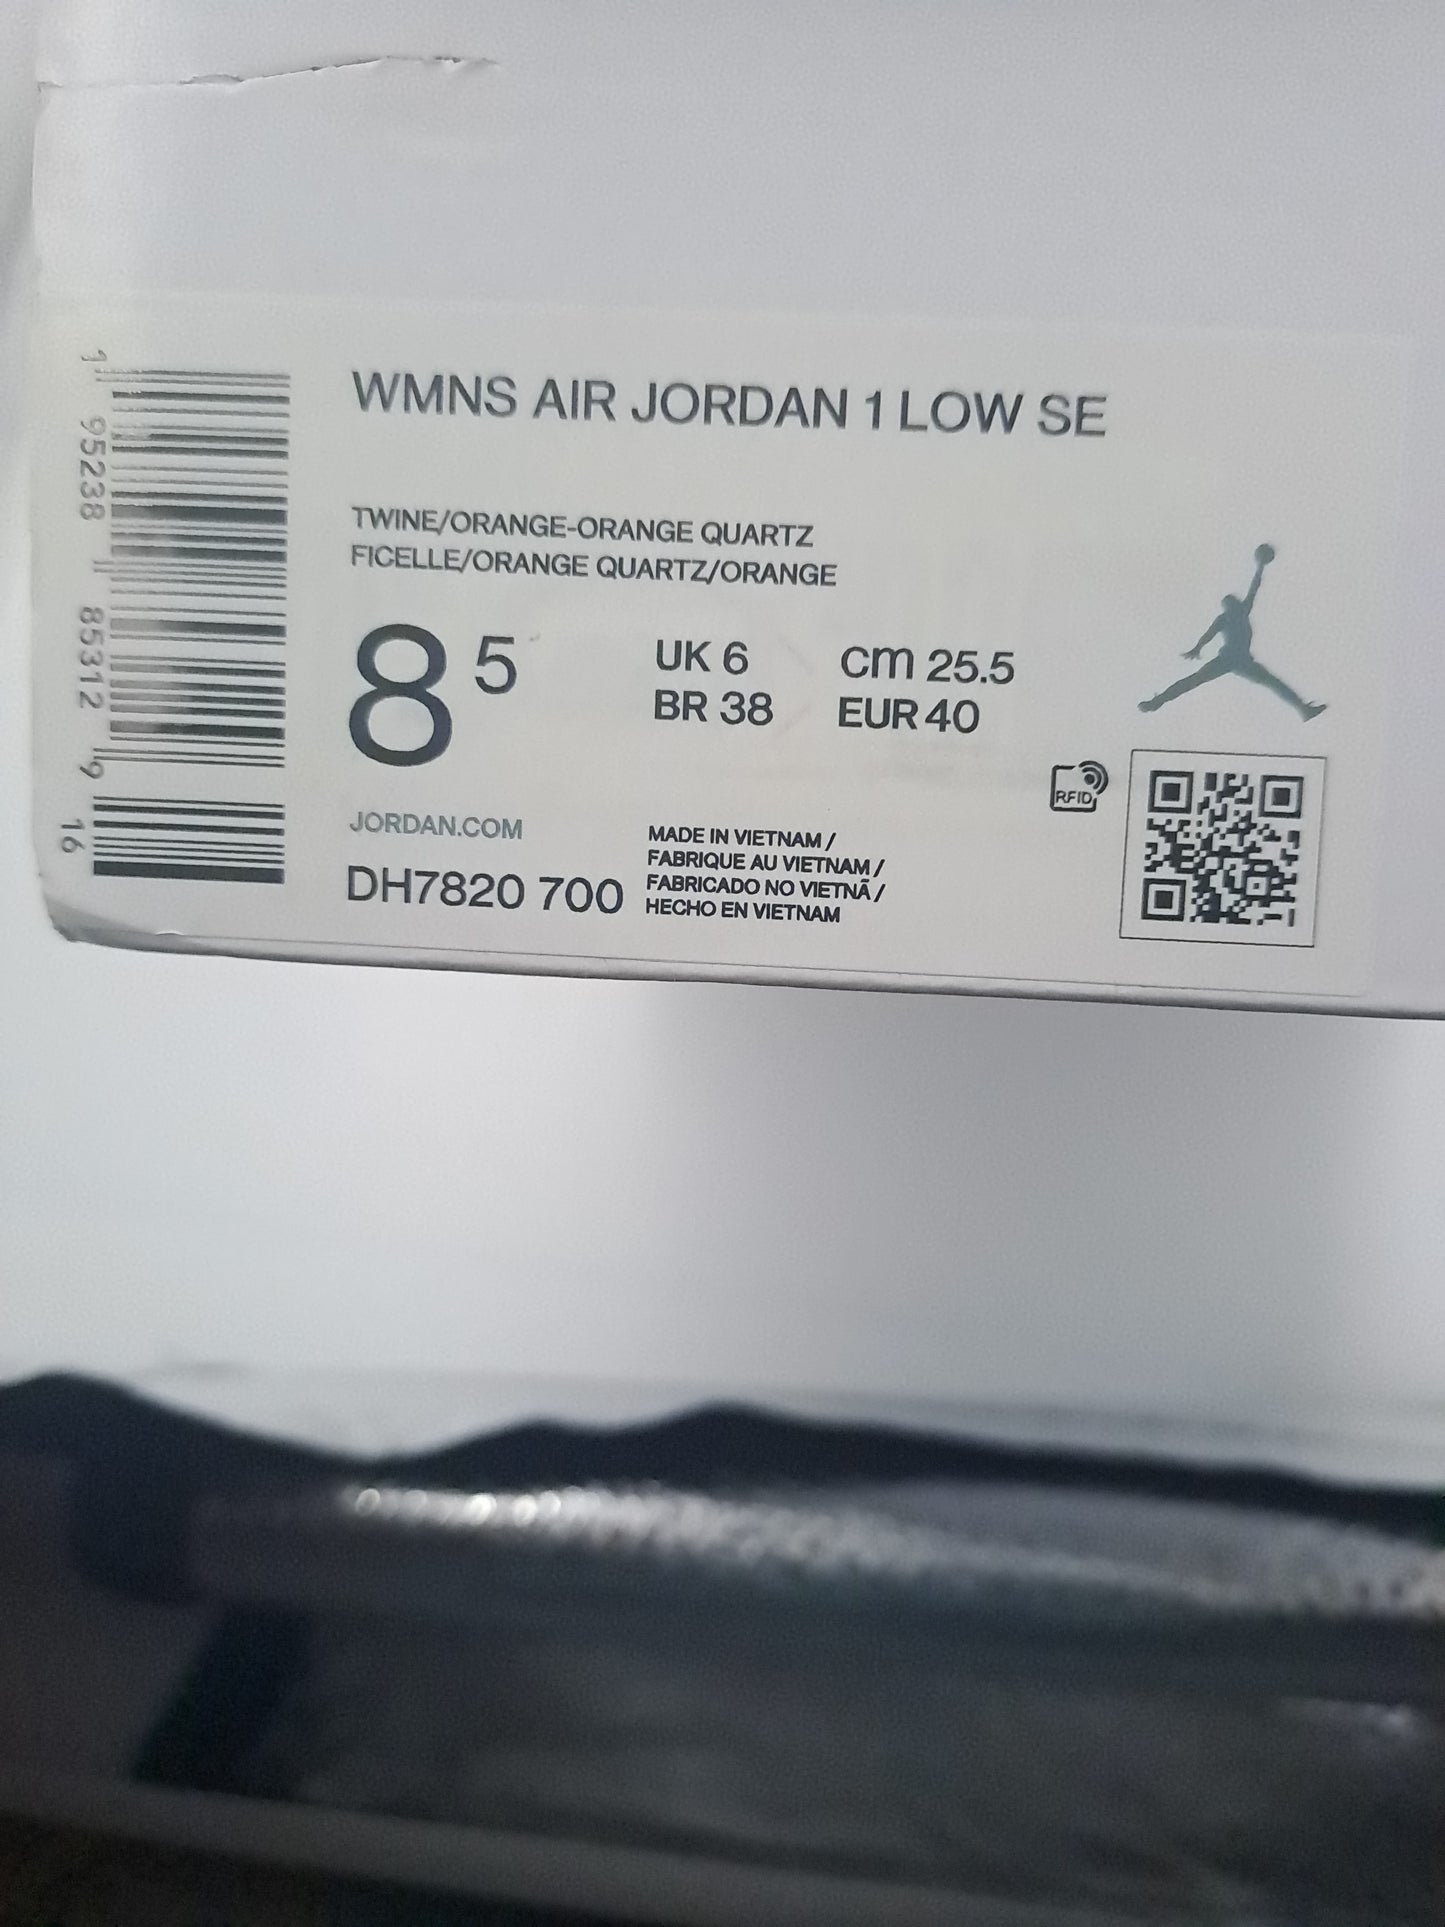 WMNS AIR JORDAN 1 LOW SE
TWINE/ORANGE-ORANGE QUARTZ
FICELLE/ORANGE QUARTZ/ORANGE
8 5
UK 6
BR 38
cm 25.5
EUR 40
JORDAN.COM
DH7820 700
MADE IN VIETNAM /
FABRIQUE AU VIETNAM /
FABRICADO NO VIETNÃ /
HECHO EN VIETNAM
RFID
1 95238 85312 9
16